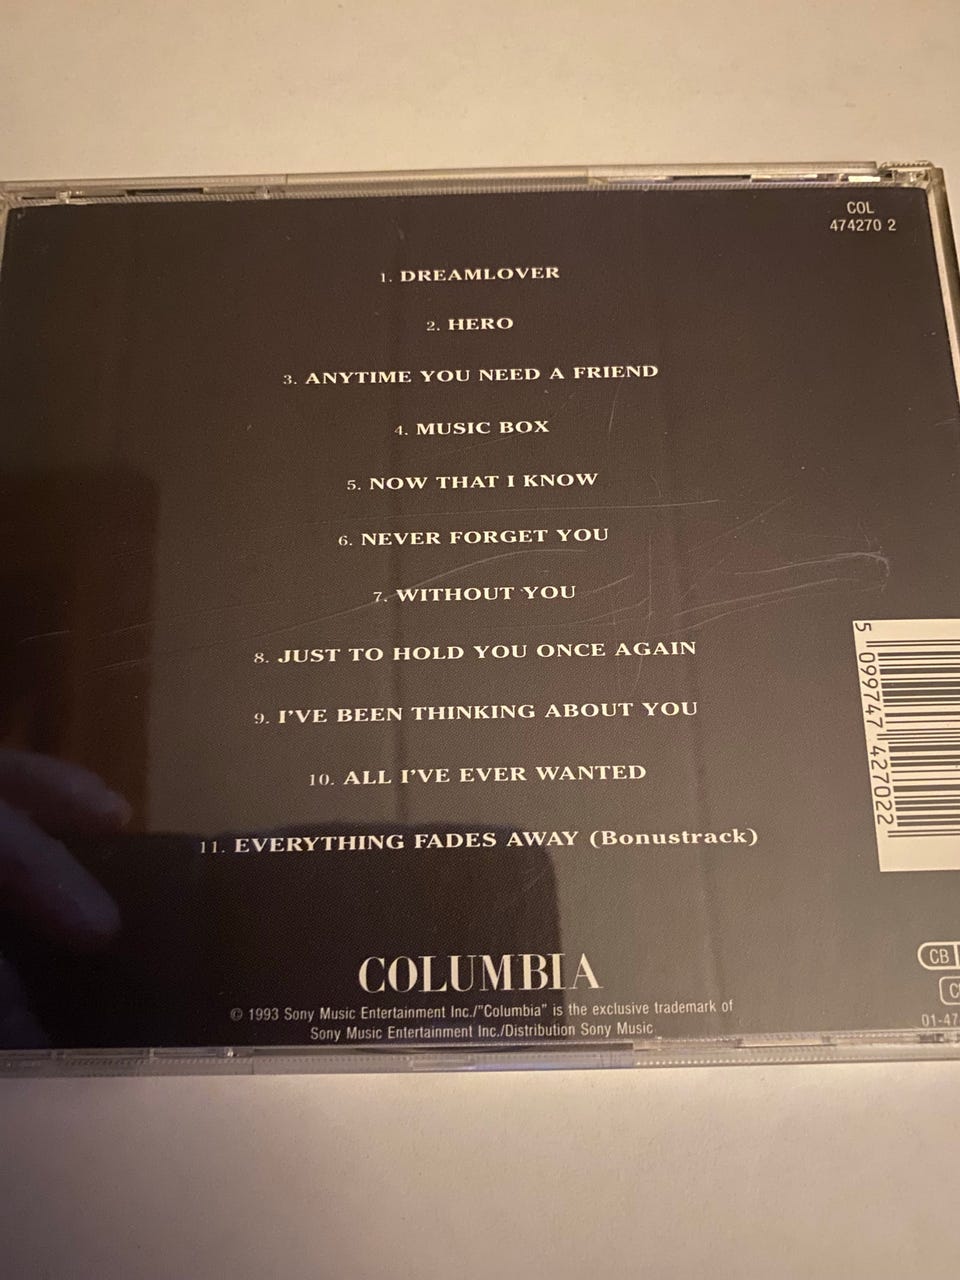 COL
474270 2
1. DREAMLOVER
2. HERO
3. ANYTIME YOU NEED A FRIEND
4. MUSIC BOX
5. NOW THAT I KNOW
6. NEVER FORGET YOU
7. WITHOUT YOU
8. JUST TO HOLD YOU ONCE AGAIN
9. I'VE BEEN THINKING ABOUT YOU
10. ALL I'VE EVER WANTED
11. EVERYTHING FADES AWAY (Bonustrack)
5 099747 427022
COLUMBIA
© 1993 Sony Music Entertainment Inc./"Columbia" is the exclusive trademark of
Sony Music Entertainment Inc./Distribution Sony Music
CB
01-47